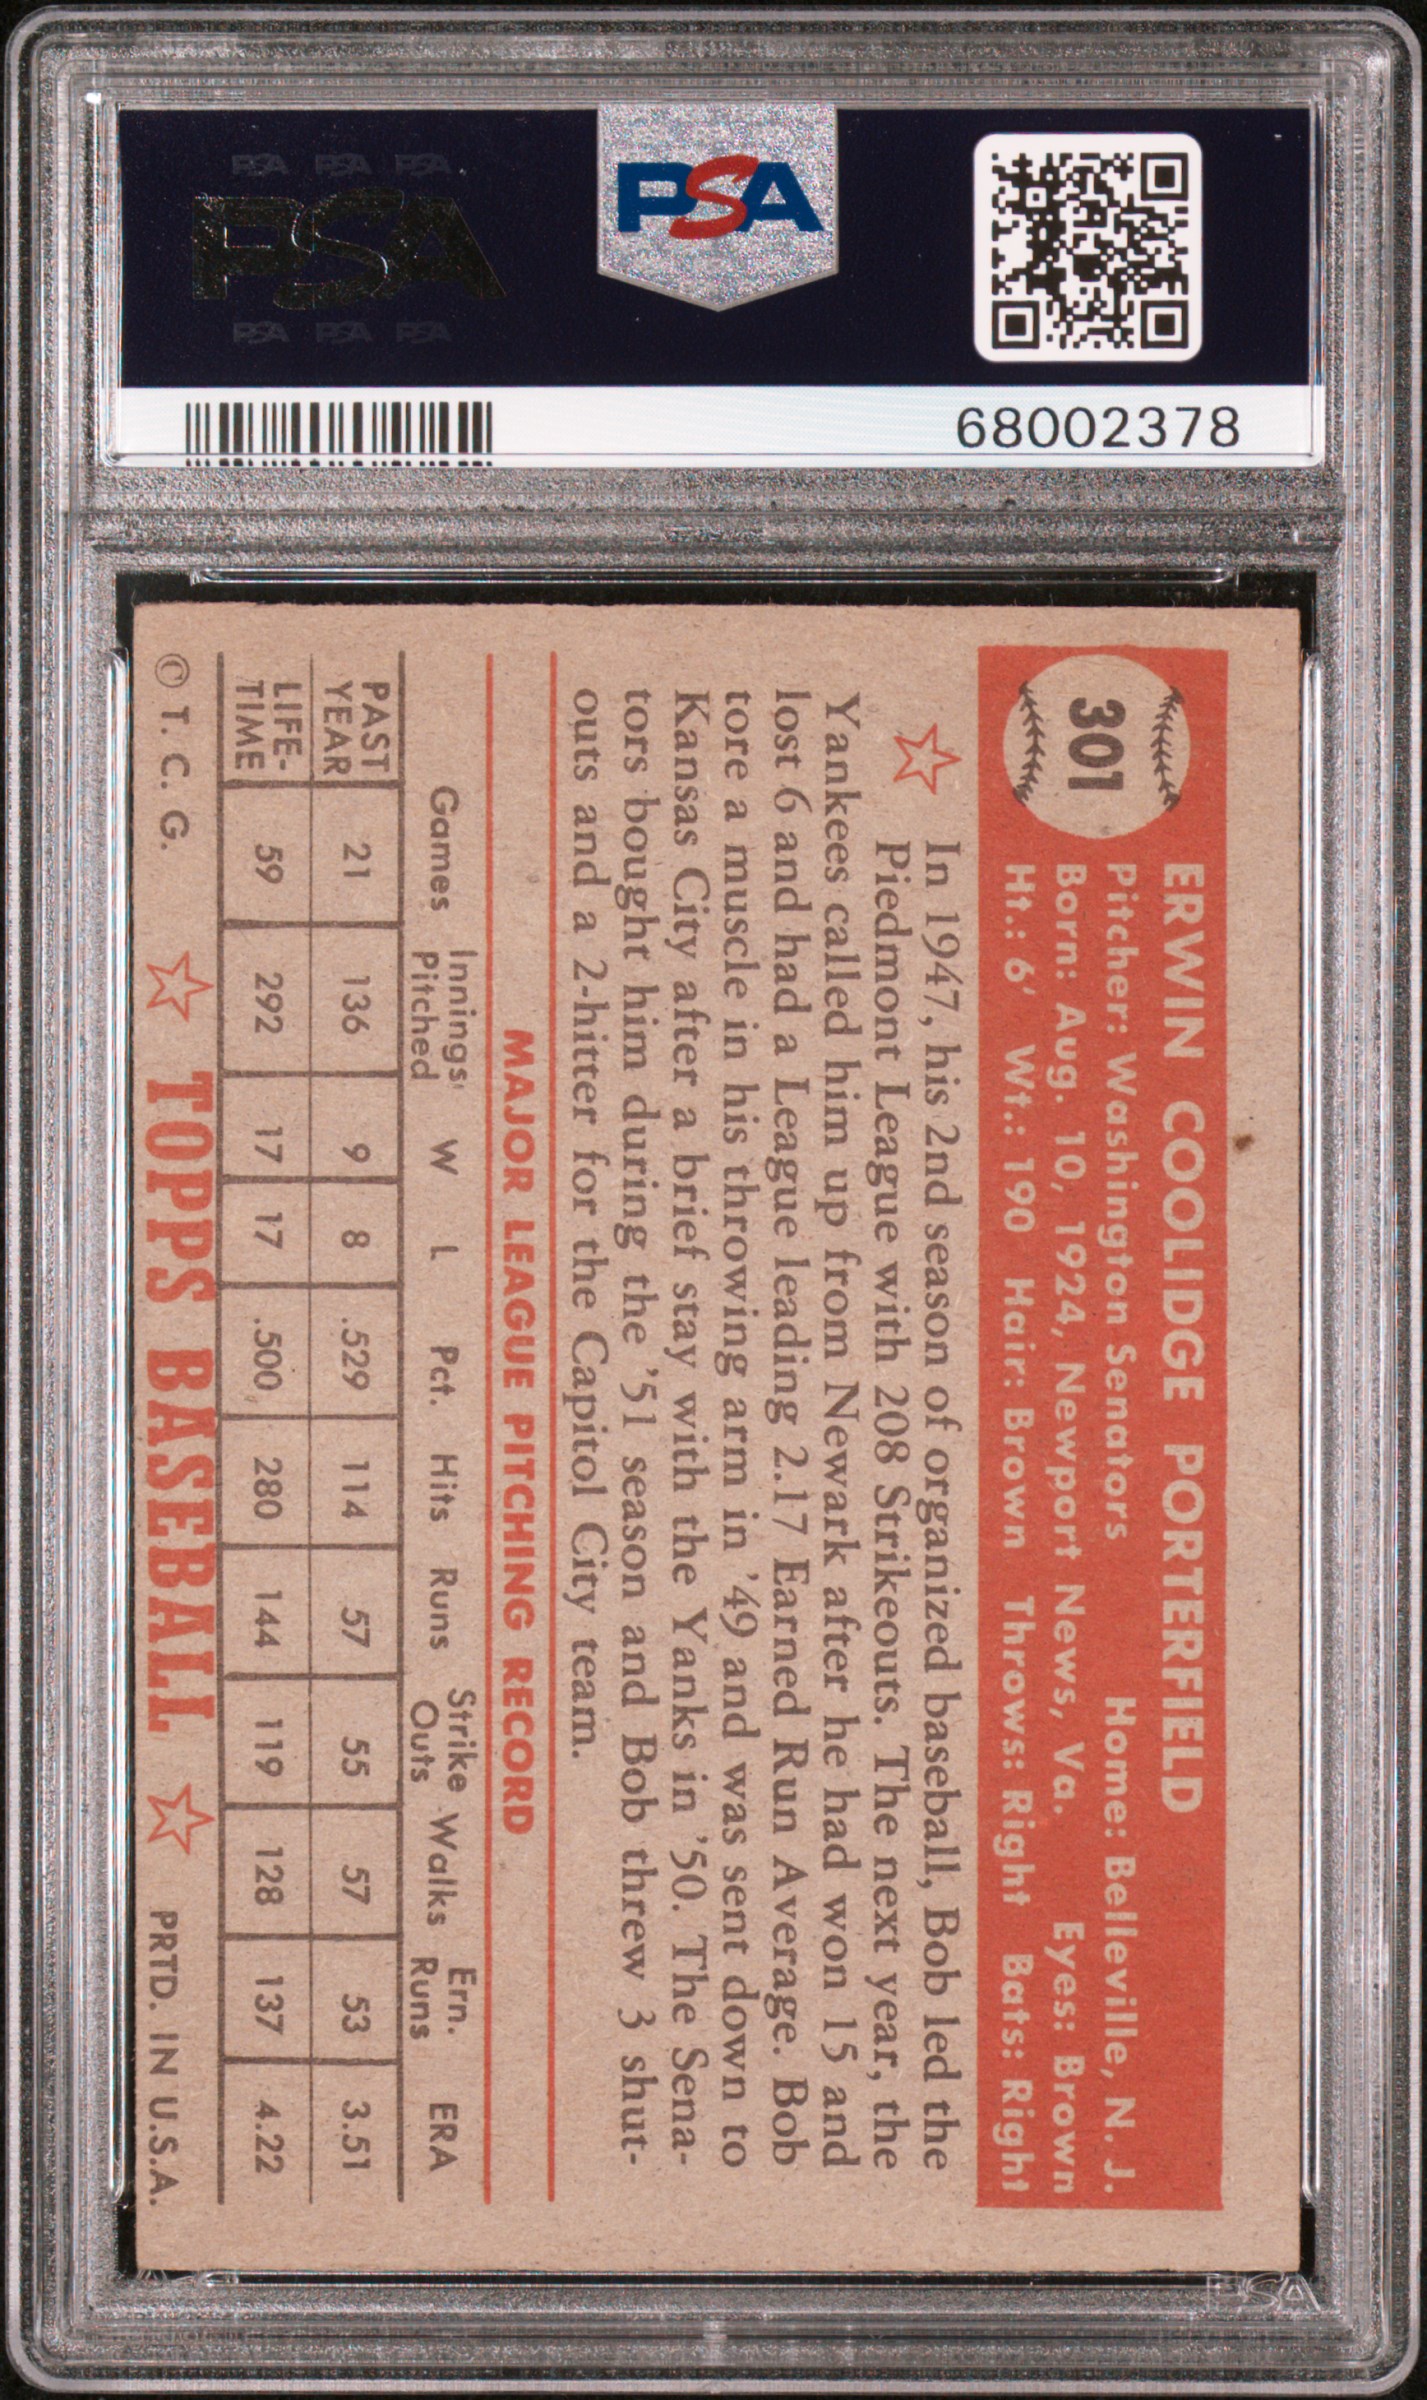 PSA PSA PSA
PSA
PSA PSA PSA
PSA
68002378
301
ERWIN COOLIDGE PORTERFIELD
Pitcher: Washington Senators Home: Belleville, N. J.
Born: Aug. 10, 1924, Newport News, Va. Eyes: Brown
Ht.: 6' Wt.: 190 Hair: Brown Throws: Right Bats: Right
In 1947, his 2nd season of organized baseball, Bob led the
Piedmont League with 208 Strikeouts. The next year, the
Yankees called him up from Newark after he had won 15 and
lost 6 and had a League leading 2.17 Earned Run Average. Bob
tore a muscle in his throwing arm in '49 and was sent down to
Kansas City after a brief stay with the Yanks in '50. The Sena-
tors bought him during the '51 season and Bob threw 3 shut-
outs and a 2-hitter for the Capitol City team.
MAJOR LEAGUE PITCHING RECORD
Games Innings Pitched W L Pct. Hits Runs Strike Outs Walks Ern. Runs ERA
PAST YEAR 21 136 9 8 .529 114 57 55 57 53 3.51
LIFE-TIME 59 292 17 17 .500 280 144 119 128 137 4.22
© T. C. G. TOPPS BASEBALL PRTD. IN U.S.A.
PSA